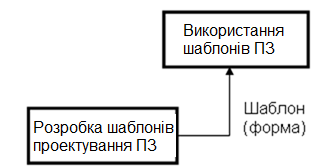 Використання
шаблонів ПЗ
Шаблон
(форма)
Розробка шаблонів
проектування ПЗ